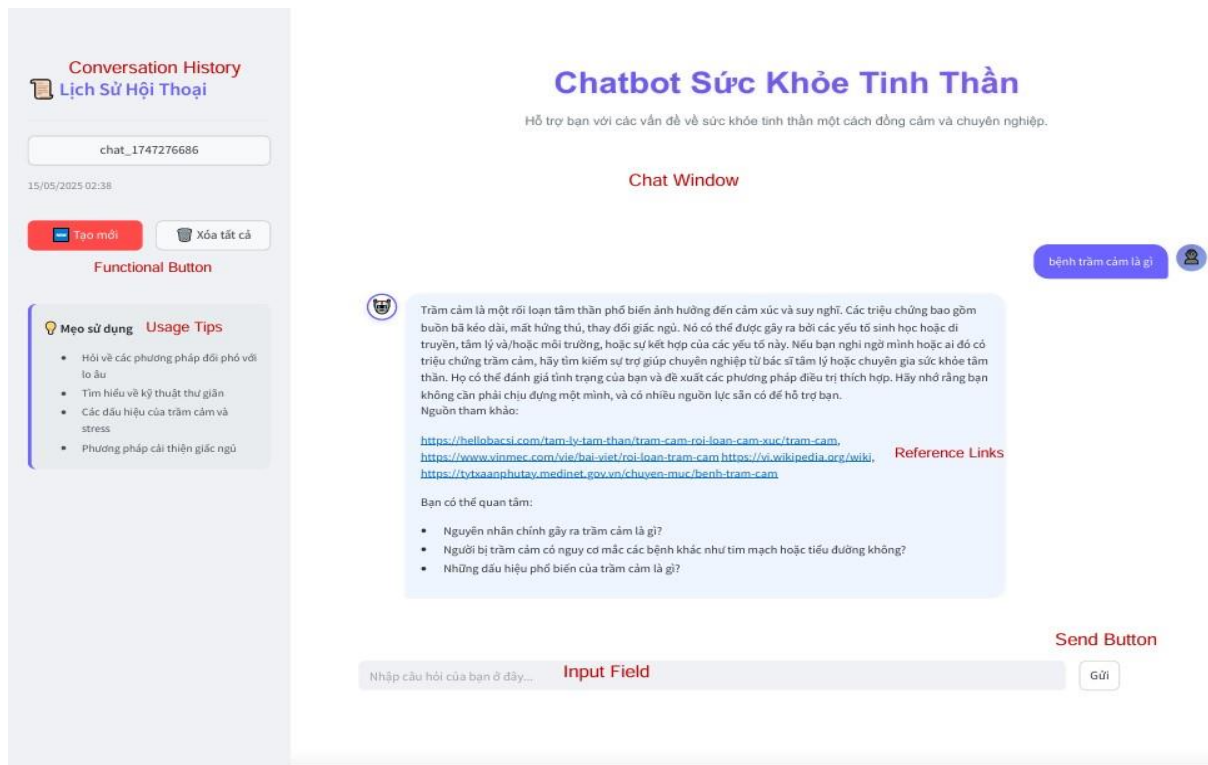 Conversation History
Lịch Sử Hội Thoại
chat_1747276686
15/05/2025 02:38
Tạo mới
Xóa tất cả
Functional Button
Mẹo sử dụng Usage Tips
Hỏi về các phương pháp đối phó với
lo âu
Tìm hiểu về kỹ thuật thư giãn
Các dấu hiệu của trầm cảm và
stress
Phương pháp cải thiện giấc ngủ
Chatbot Sức Khỏe Tinh Thần
Hỗ trợ bạn với các vấn đề về sức khỏe tinh thần một cách đồng cảm và chuyên nghiệp.
Chat Window
bệnh trầm cảm là gì
Trầm cảm là một rối loạn tâm thần phổ biến ảnh hưởng đến cảm xúc và suy nghĩ. Các triệu chứng bao gồm
buồn bã kéo dài, mất hứng thú, thay đổi giấc ngủ. Nó có thể được gây ra bởi các yếu tố sinh học hoặc di
truyền, tâm lý và/hoặc môi trường, hoặc sự kết hợp của các yếu tố này. Nếu bạn nghi ngờ mình hoặc ai đó có
triệu chứng trầm cảm, hãy tìm kiếm sự trợ giúp chuyên nghiệp từ bác sĩ tâm lý hoặc chuyên gia sức khỏe tâm
thần. Họ có thể đánh giá tình trạng của bạn và đề xuất các phương pháp điều trị thích hợp. Hãy nhớ rằng bạn
không cần phải chịu đựng một mình, và có nhiều nguồn lực sẵn có để hỗ trợ bạn.
Nguồn tham khảo:
https://hellobacsi.com/tam-ly-tam-than/tram-cam-roi-loan-cam-xuc/tram-cam,
https://www.vinmec.com/vie/bai-viet/roi-loan-tram-cam https://vi.wikipedia.org/wiki,
Reference Links
https://tytxaanphutay.medinet.gov.vn/chuyen-muc/benh-tram-cam
Bạn có thể quan tâm:
Nguyên nhân chính gây ra trầm cảm là gì?
Người bị trầm cảm có nguy cơ mắc các bệnh khác như tim mạch hoặc tiểu đường không?
Những dấu hiệu phổ biến của trầm cảm là gì?
Send Button
Nhập câu hỏi của bạn ở đây...
Input Field
Gửi